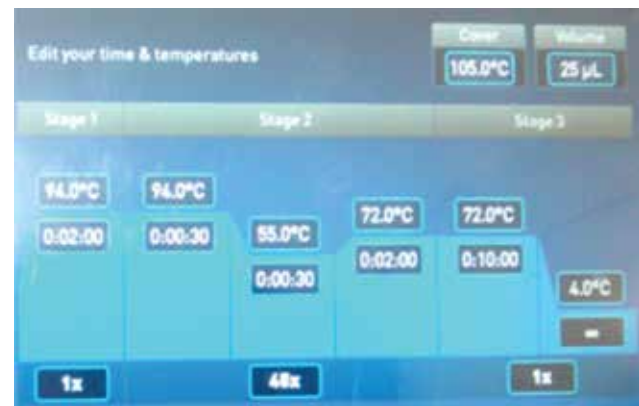 Cover Volume
Edit your time & temperatures
105.0°C 25 µL
Stage 1 Stage 2 Stage 3
94.0°C 94.0°C
72.0°C 72.0°C
0:02:00 0:00:30 55.0°C
0:02:00 0:10:00
0:00:30 4.0°C
∞
1x 1x